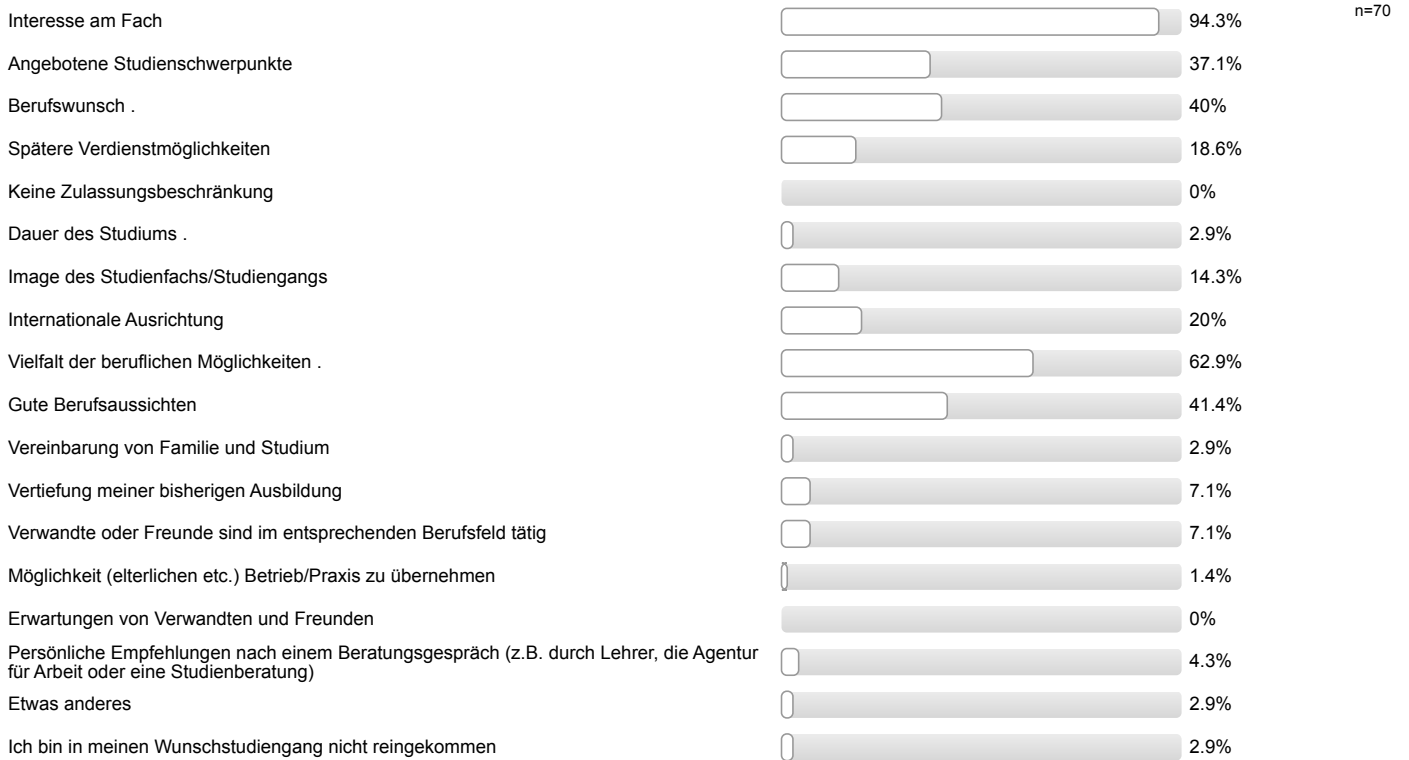 Interesse am Fach 94.3% n=70
Angebotene Studienschwerpunkte 37.1%
Berufswunsch . 40%
Spätere Verdienstmöglichkeiten 18.6%
Keine Zulassungsbeschränkung 0%
Dauer des Studiums . 2.9%
Image des Studienfachs/Studiengangs 14.3%
Internationale Ausrichtung 20%
Vielfalt der beruflichen Möglichkeiten . 62.9%
Gute Berufsaussichten 41.4%
Vereinbarung von Familie und Studium 2.9%
Vertiefung meiner bisherigen Ausbildung 7.1%
Verwandte oder Freunde sind im entsprechenden Berufsfeld tätig 7.1%
Möglichkeit (elterlichen etc.) Betrieb/Praxis zu übernehmen 1.4%
Erwartungen von Verwandten und Freunden 0%
Persönliche Empfehlungen nach einem Beratungsgespräch (z.B. durch Lehrer, die Agentur
für Arbeit oder eine Studienberatung) 4.3%
Etwas anderes 2.9%
Ich bin in meinen Wunschstudiengang nicht reingekommen 2.9%